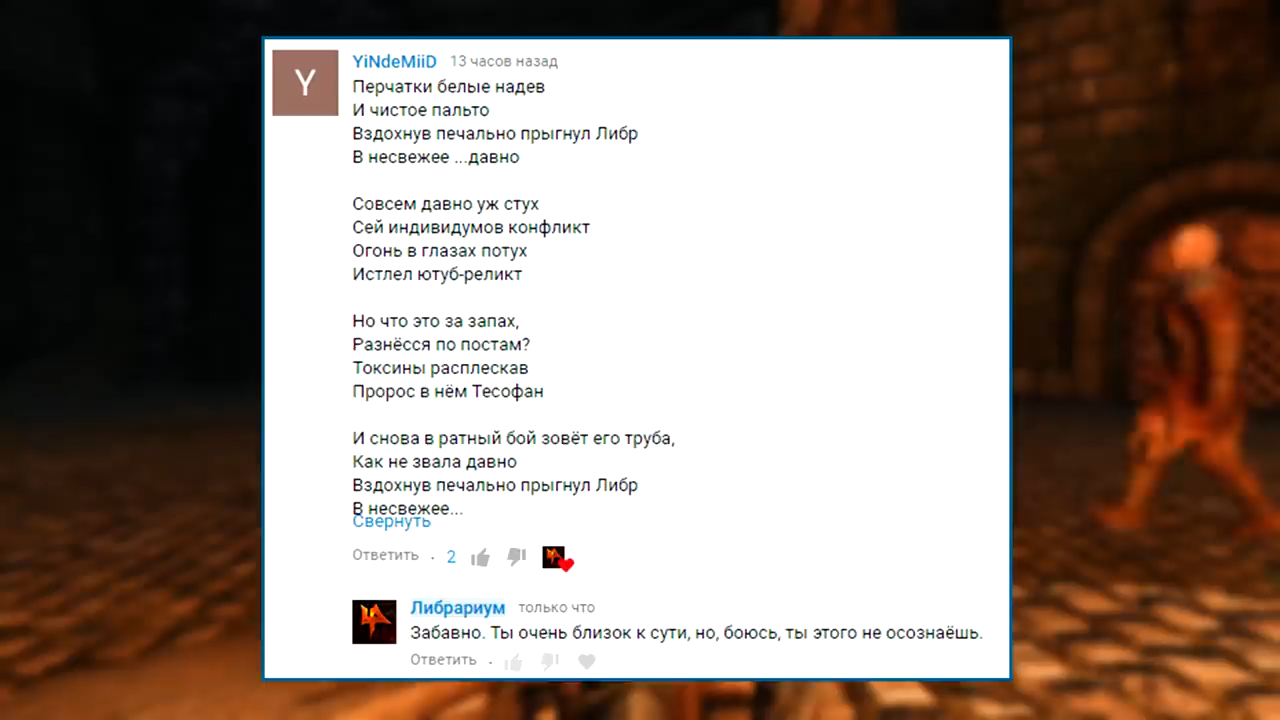 Y
YiNdeMiiD 13 часов назад
Перчатки белые надев
И чистое пальто
Вздохнув печально прыгнул Либр
В несвежее ...давно
Совсем давно уж стух
Сей индивидумов конфликт
Огонь в глазах потух
Истлел ютуб-реликт
Но что это за запах,
Разнёсся по постам?
Токсины расплескав
Пророс в нём Тесофан
И снова в ратный бой зовёт его труба,
Как не звала давно
Вздохнув печально прыгнул Либр
В несвежее...
Свернуть
Ответить · 2
Либрариум только что
Забавно. Ты очень близок к сути, но, боюсь, ты этого не осознаёшь.
Ответить ·